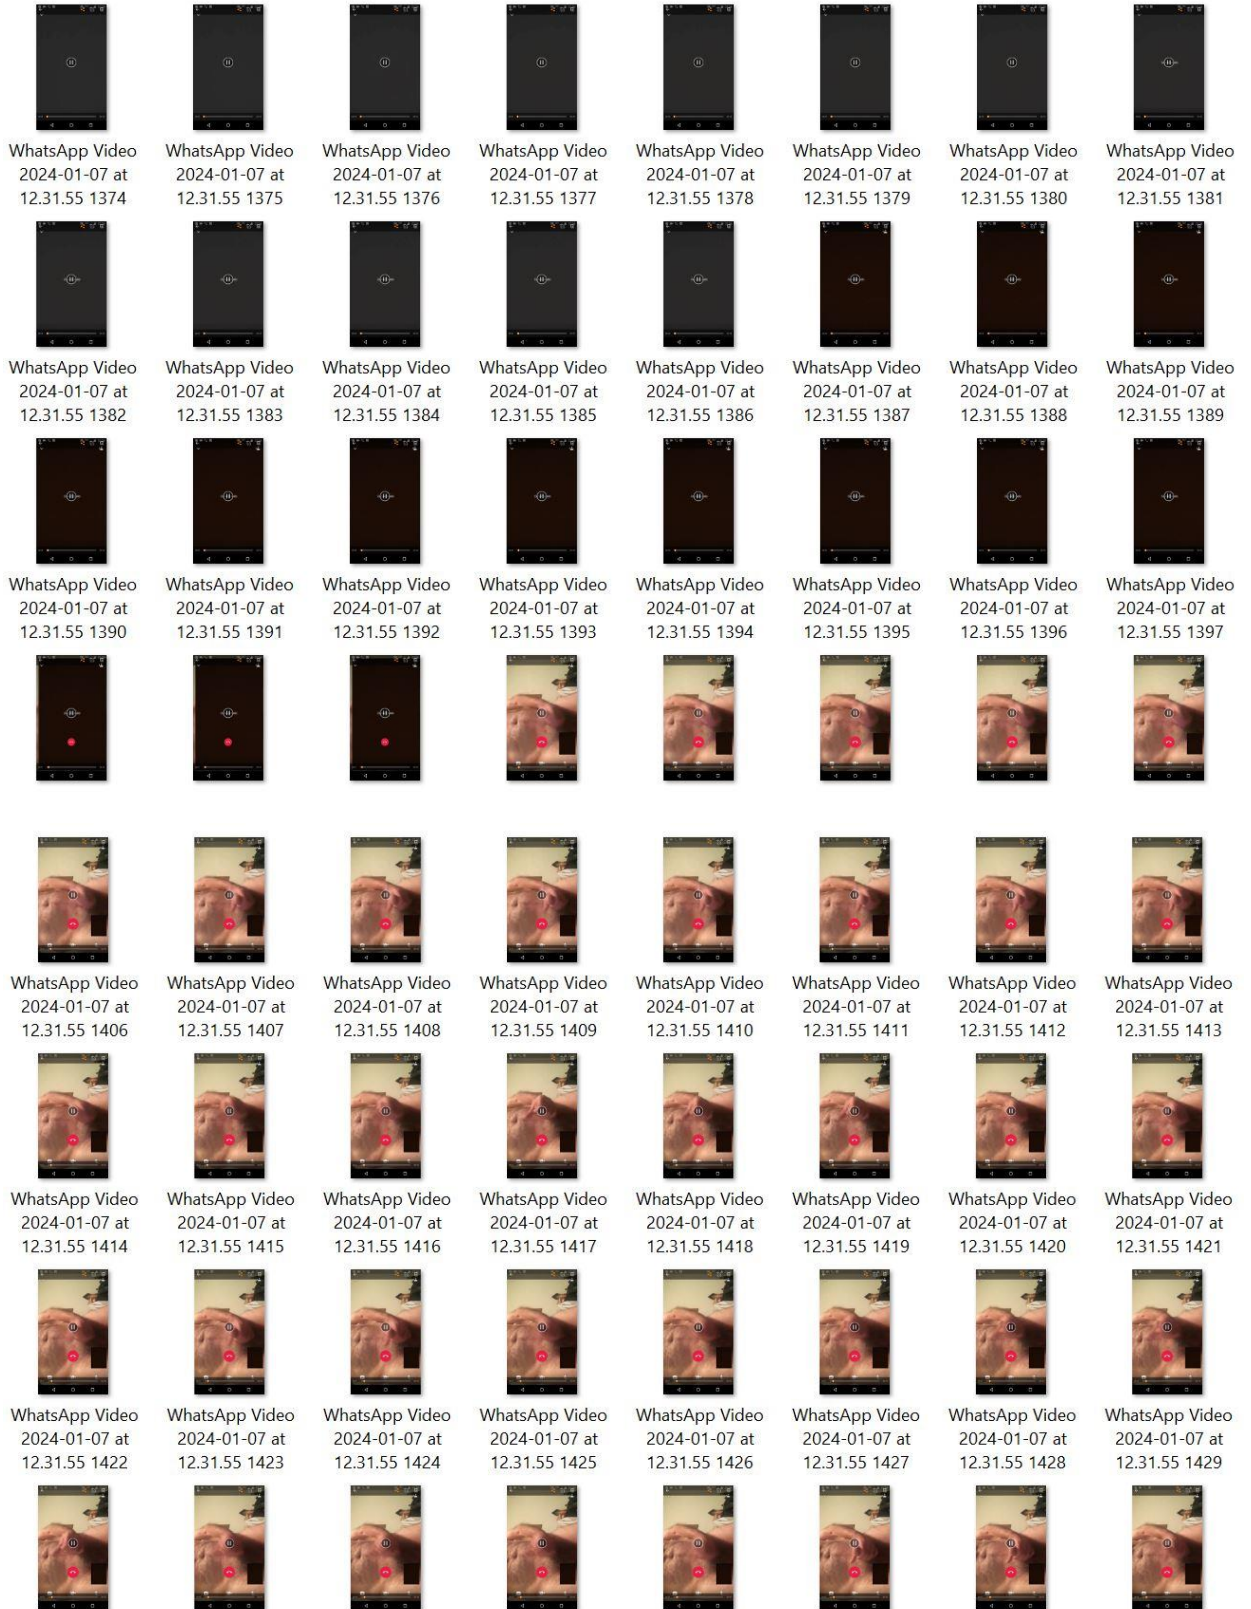 WhatsApp Video WhatsApp Video WhatsApp Video WhatsApp Video WhatsApp Video WhatsApp Video WhatsApp Video WhatsApp Video
2024-01-07 at 2024-01-07 at 2024-01-07 at 2024-01-07 at 2024-01-07 at 2024-01-07 at 2024-01-07 at 2024-01-07 at
12.31.55 1374 12.31.55 1375 12.31.55 1376 12.31.55 1377 12.31.55 1378 12.31.55 1379 12.31.55 1380 12.31.55 1381
WhatsApp Video WhatsApp Video WhatsApp Video WhatsApp Video WhatsApp Video WhatsApp Video WhatsApp Video WhatsApp Video
2024-01-07 at 2024-01-07 at 2024-01-07 at 2024-01-07 at 2024-01-07 at 2024-01-07 at 2024-01-07 at 2024-01-07 at
12.31.55 1382 12.31.55 1383 12.31.55 1384 12.31.55 1385 12.31.55 1386 12.31.55 1387 12.31.55 1388 12.31.55 1389
WhatsApp Video WhatsApp Video WhatsApp Video WhatsApp Video WhatsApp Video WhatsApp Video WhatsApp Video WhatsApp Video
2024-01-07 at 2024-01-07 at 2024-01-07 at 2024-01-07 at 2024-01-07 at 2024-01-07 at 2024-01-07 at 2024-01-07 at
12.31.55 1390 12.31.55 1391 12.31.55 1392 12.31.55 1393 12.31.55 1394 12.31.55 1395 12.31.55 1396 12.31.55 1397
WhatsApp Video WhatsApp Video WhatsApp Video WhatsApp Video WhatsApp Video WhatsApp Video WhatsApp Video WhatsApp Video
2024-01-07 at 2024-01-07 at 2024-01-07 at 2024-01-07 at 2024-01-07 at 2024-01-07 at 2024-01-07 at 2024-01-07 at
12.31.55 1406 12.31.55 1407 12.31.55 1408 12.31.55 1409 12.31.55 1410 12.31.55 1411 12.31.55 1412 12.31.55 1413
WhatsApp Video WhatsApp Video WhatsApp Video WhatsApp Video WhatsApp Video WhatsApp Video WhatsApp Video WhatsApp Video
2024-01-07 at 2024-01-07 at 2024-01-07 at 2024-01-07 at 2024-01-07 at 2024-01-07 at 2024-01-07 at 2024-01-07 at
12.31.55 1414 12.31.55 1415 12.31.55 1416 12.31.55 1417 12.31.55 1418 12.31.55 1419 12.31.55 1420 12.31.55 1421
WhatsApp Video WhatsApp Video WhatsApp Video WhatsApp Video WhatsApp Video WhatsApp Video WhatsApp Video WhatsApp Video
2024-01-07 at 2024-01-07 at 2024-01-07 at 2024-01-07 at 2024-01-07 at 2024-01-07 at 2024-01-07 at 2024-01-07 at
12.31.55 1422 12.31.55 1423 12.31.55 1424 12.31.55 1425 12.31.55 1426 12.31.55 1427 12.31.55 1428 12.31.55 1429